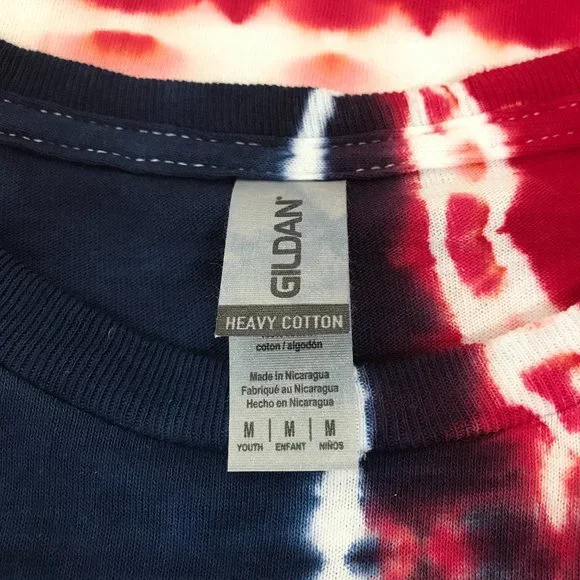 GILDAN®
HEAVY COTTON
coton / algodón
Made in Nicaragua
Fabriqué au Nicaragua
Hecho en Nicaragua
M | M | M
YOUTH | ENFANT | NIÑOS